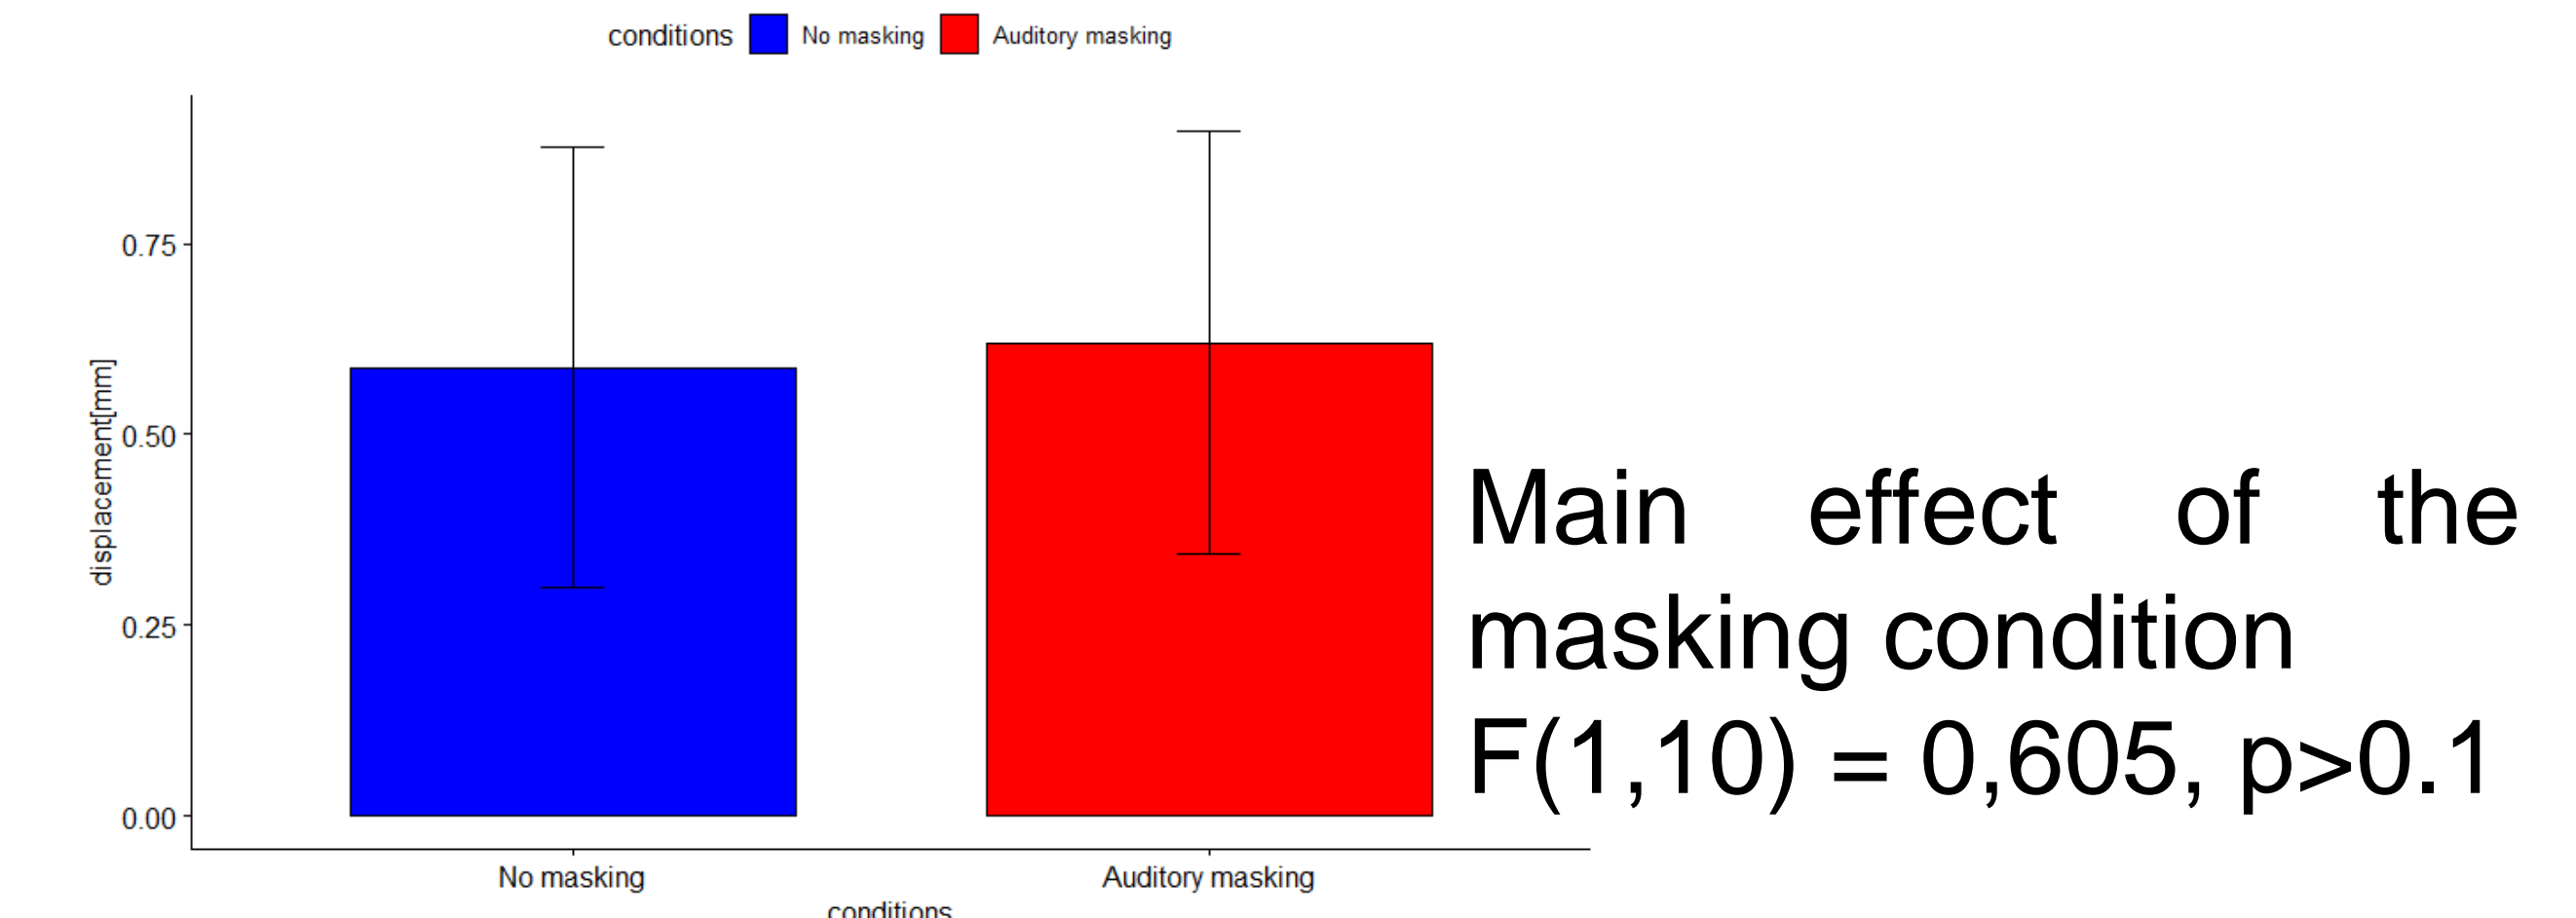 conditions No masking Auditory masking
displacement[mm]
0.75
0.50
0.25
0.00
No masking Auditory masking
conditions
Main effect of the
masking condition
F(1,10) = 0,605, p>0.1